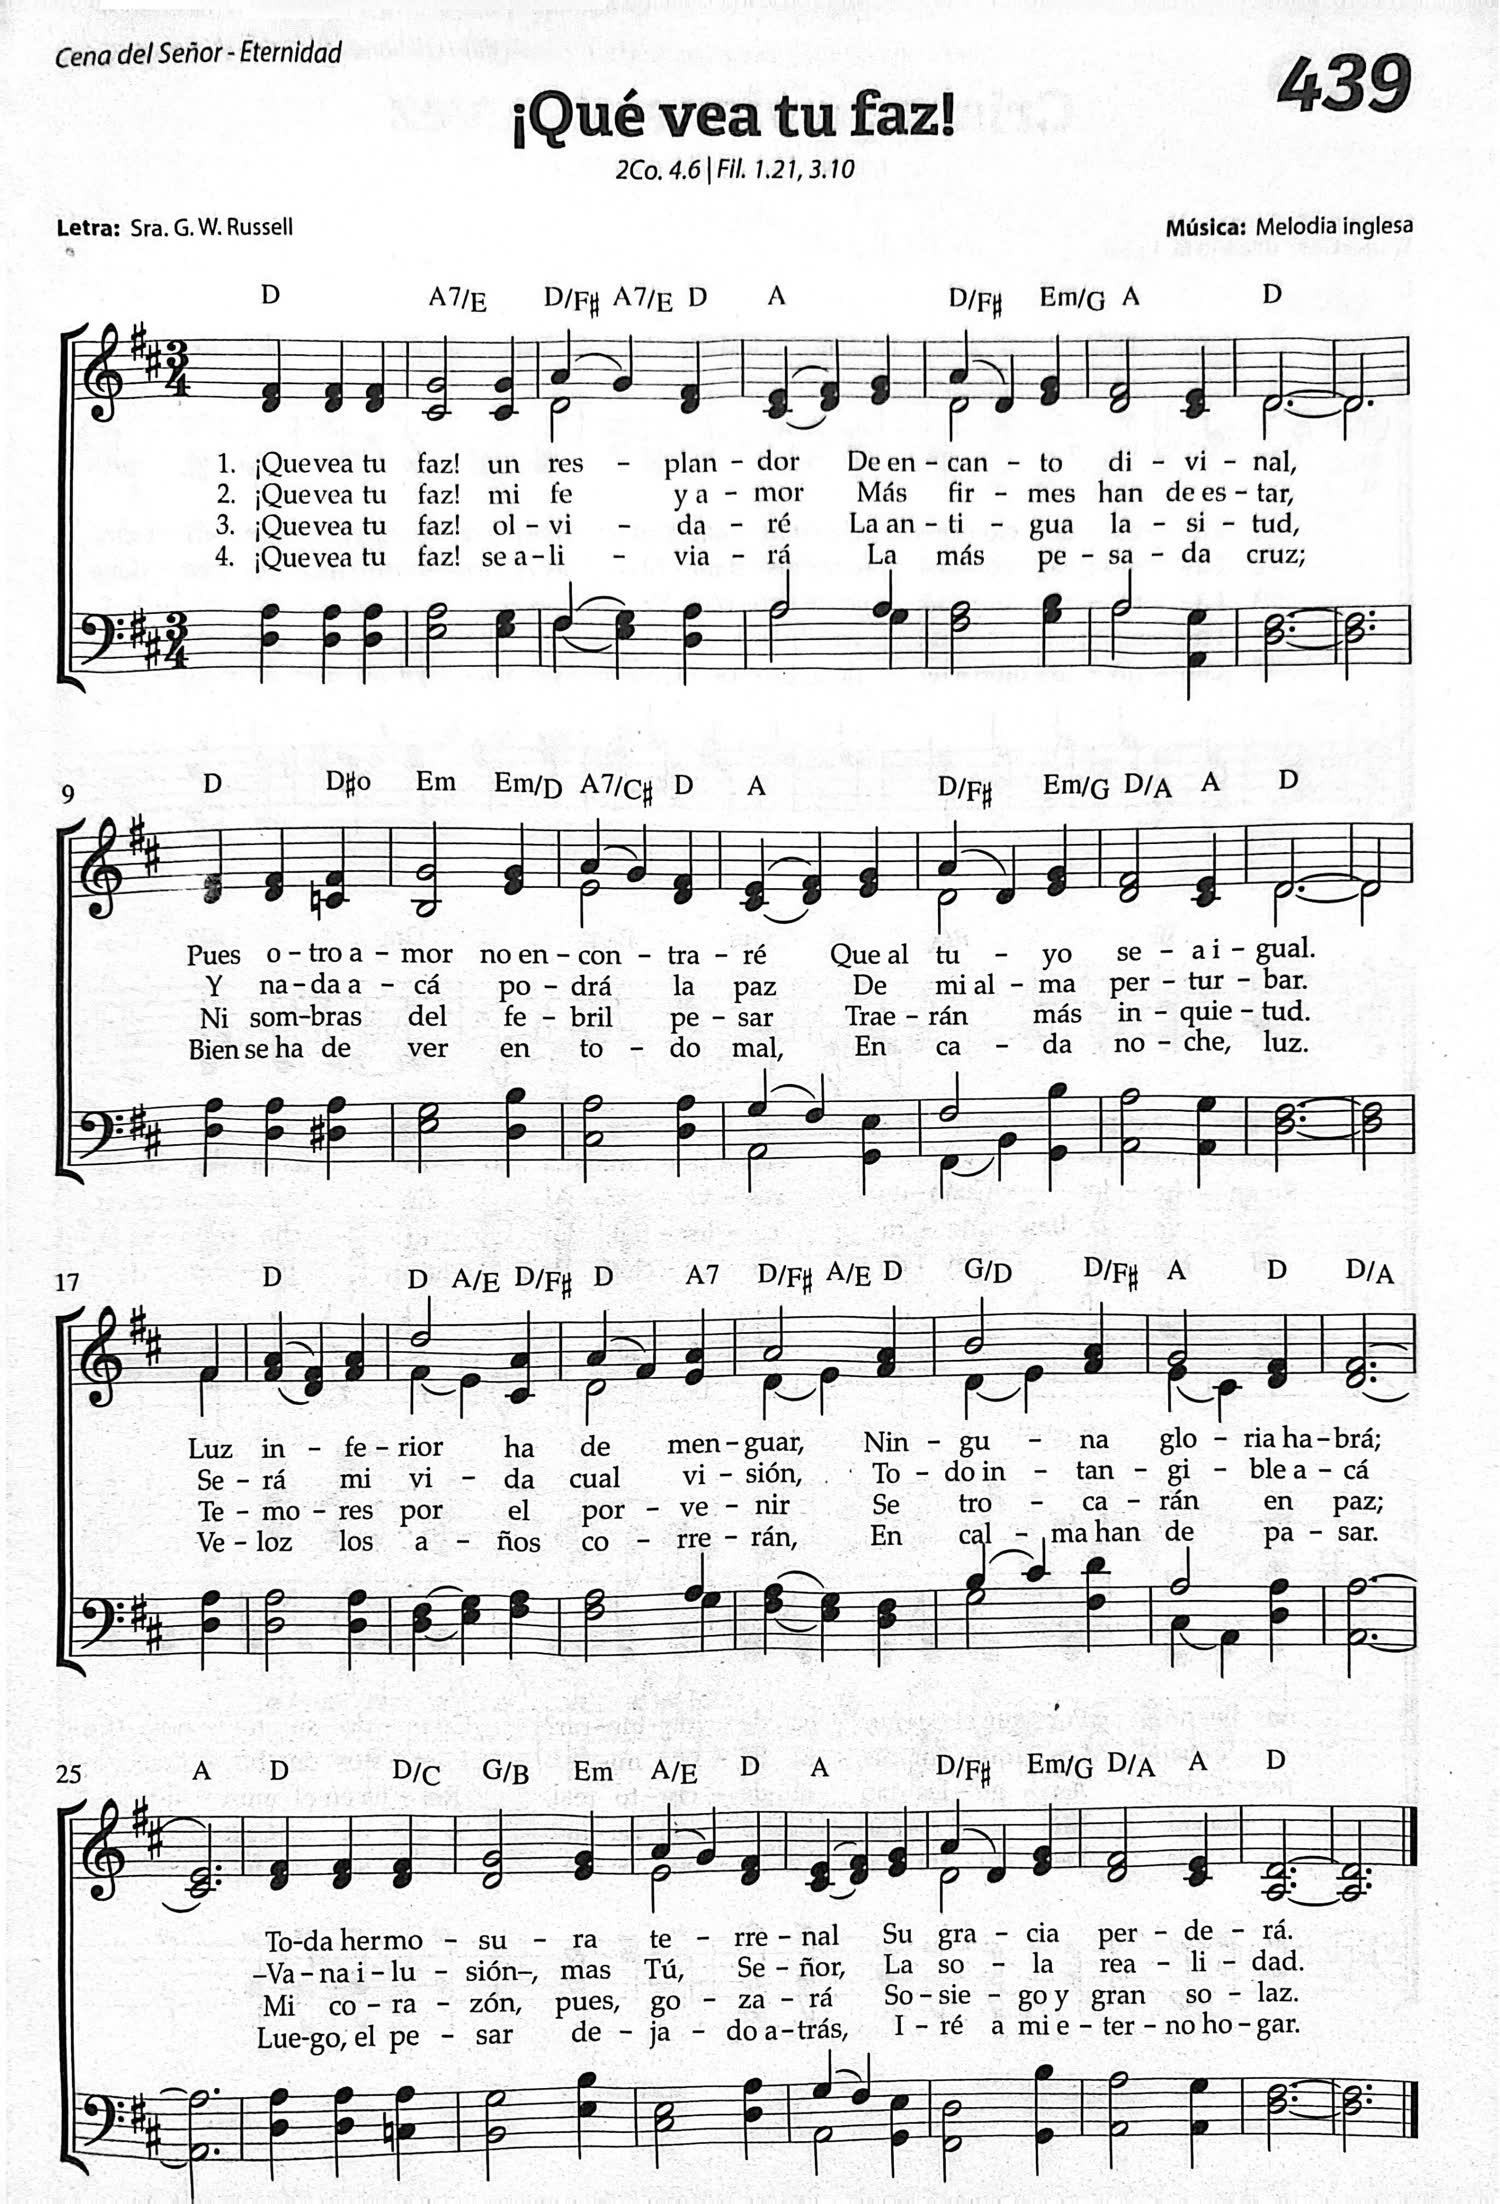 Cena del Señor - Eternidad
439
¡Qué vea tu faz!
2Co. 4.6 | Fil. 1.21, 3.10
Letra: Sra. G. W. Russell
Música: Melodia inglesa
D A7/E D/F# A7/E D A D/F# Em/G A D
3/4
1. ¡Que vea tu faz! un res - plan - dor De en - can - to di - vi - nal,
2. ¡Que vea tu faz! mi fe y a - mor Más fir - mes han de es - tar,
3. ¡Que vea tu faz! ol - vi - da - ré La an - ti - gua la - si - tud,
4. ¡Que vea tu faz! se a - li - via - rá La más pe - sa - da cruz;
3/4
9
D D#o Em Em/D A7/C# D A D/F# Em/G D/A A D
Pues o - tro a - mor no en - con - tra - ré Que al tu - yo se - a i - gual.
Y na - da a - cá po - drá la paz De mi al - ma per - tur - bar.
Ni som - bras del fe - bril pe - sar Trae - rán más in - quie - tud.
Bien se ha de ver en to - do mal, En ca - da no - che, luz.
17
D D A/E D/F# D A7 D/F# A/E D G/D D/F# A D D/A
Luz in - fe - rior ha de men - guar, Nin - gu - na glo - ria ha - brá;
Se - rá mi vi - da cual vi - sión, To - do in - tan - gi - ble a - cá
Te - mo - res por el por - ve - nir Se tro - ca - rán en paz;
Ve - loz los a - ños co - rre - rán, En cal - ma han de pa - sar.
25
A D D/C G/B Em A/E D A D/F# Em/G D/A A D
To - da hermo - su - ra te - rre - nal Su gra - cia per - de - rá.
–Va - na i - lu - sión–, mas Tú, Se - ñor, La so - la rea - li - dad.
Mi co - ra - zón, pues, go - za - rá So - sie - go y gran so - laz.
Lue - go, el pe - sar de - ja - do a - trás, I - ré a mi e - ter - no ho - gar.